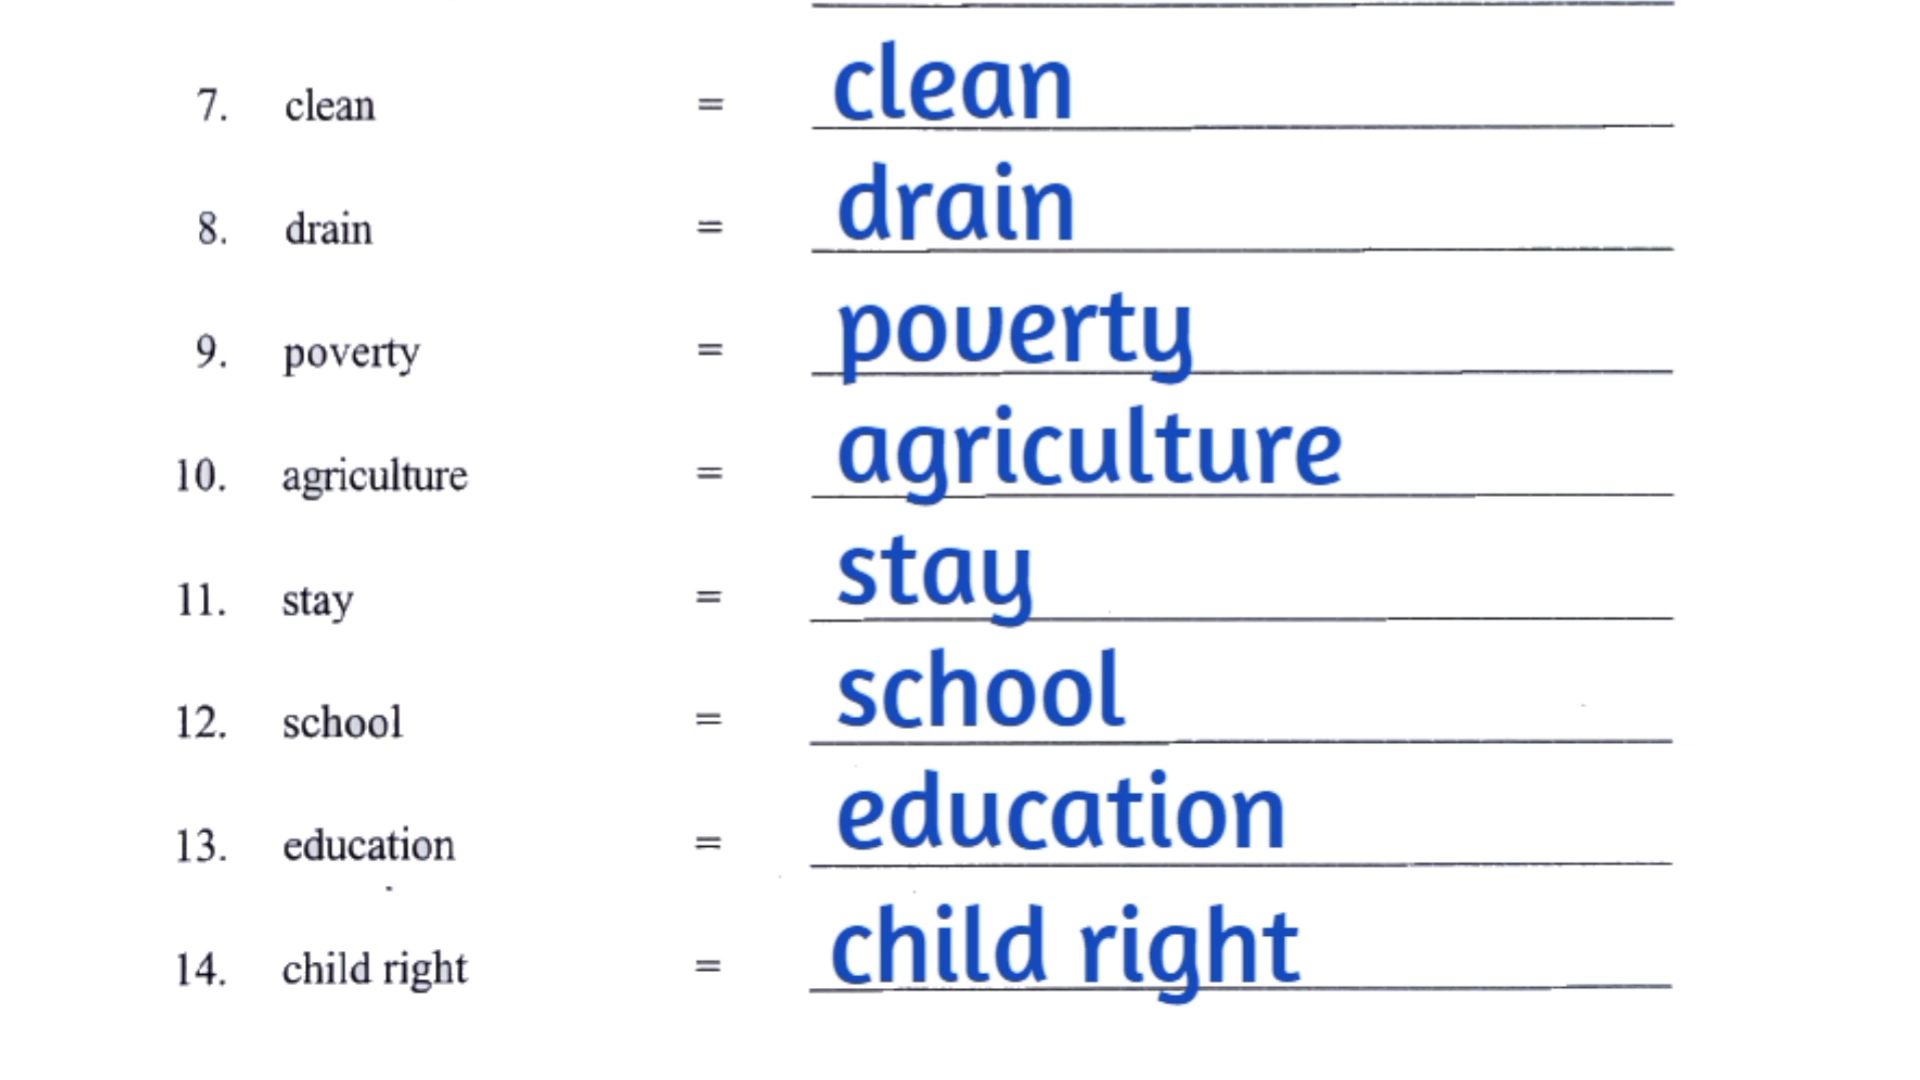 7. clean = clean
8. drain = drain
9. poverty = poverty
10. agriculture = agriculture
11. stay = stay
12. school = school
13. education = education
14. child right = child right